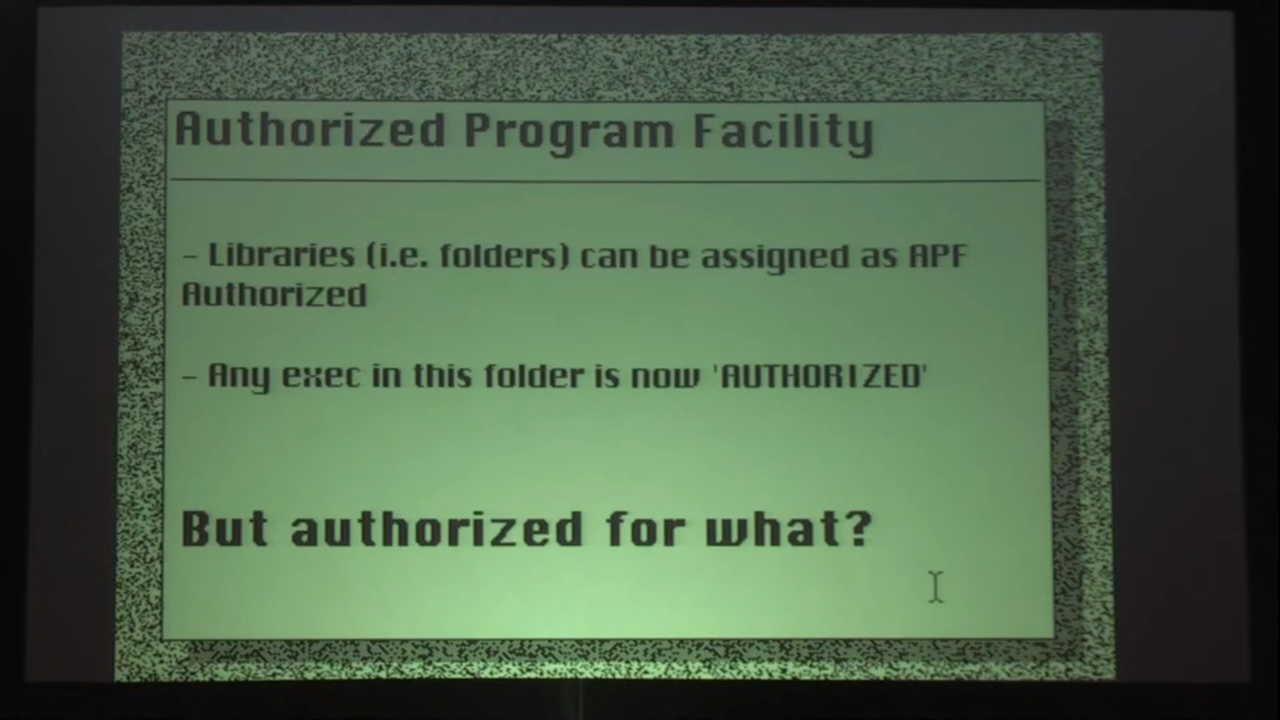 Authorized Program Facility
- Libraries (i.e. folders) can be assigned as APF
Authorized
- Any exec in this folder is now 'AUTHORIZED'
But authorized for what?